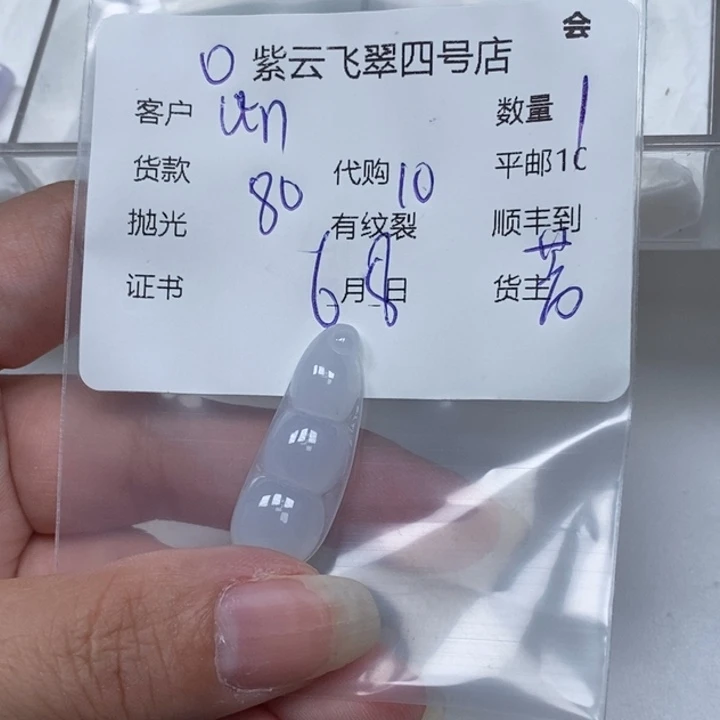 会
O 紫云飞翠四号店
客户 un 数量 1
货款 80 代购 10 平邮10
抛光 有纹裂 顺丰到
证书 6月8日 货主